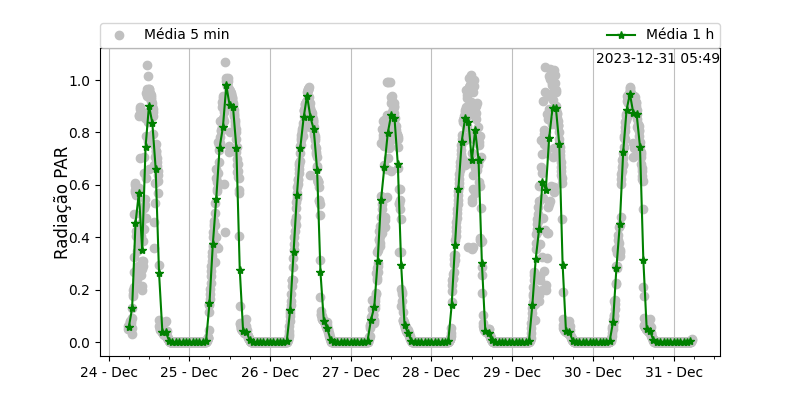 Média 5 min
Média 1 h
2023-12-31 05:49
Radiação PAR
1.0
0.8
0.6
0.4
0.2
0.0
24 - Dec
25 - Dec
26 - Dec
27 - Dec
28 - Dec
29 - Dec
30 - Dec
31 - Dec